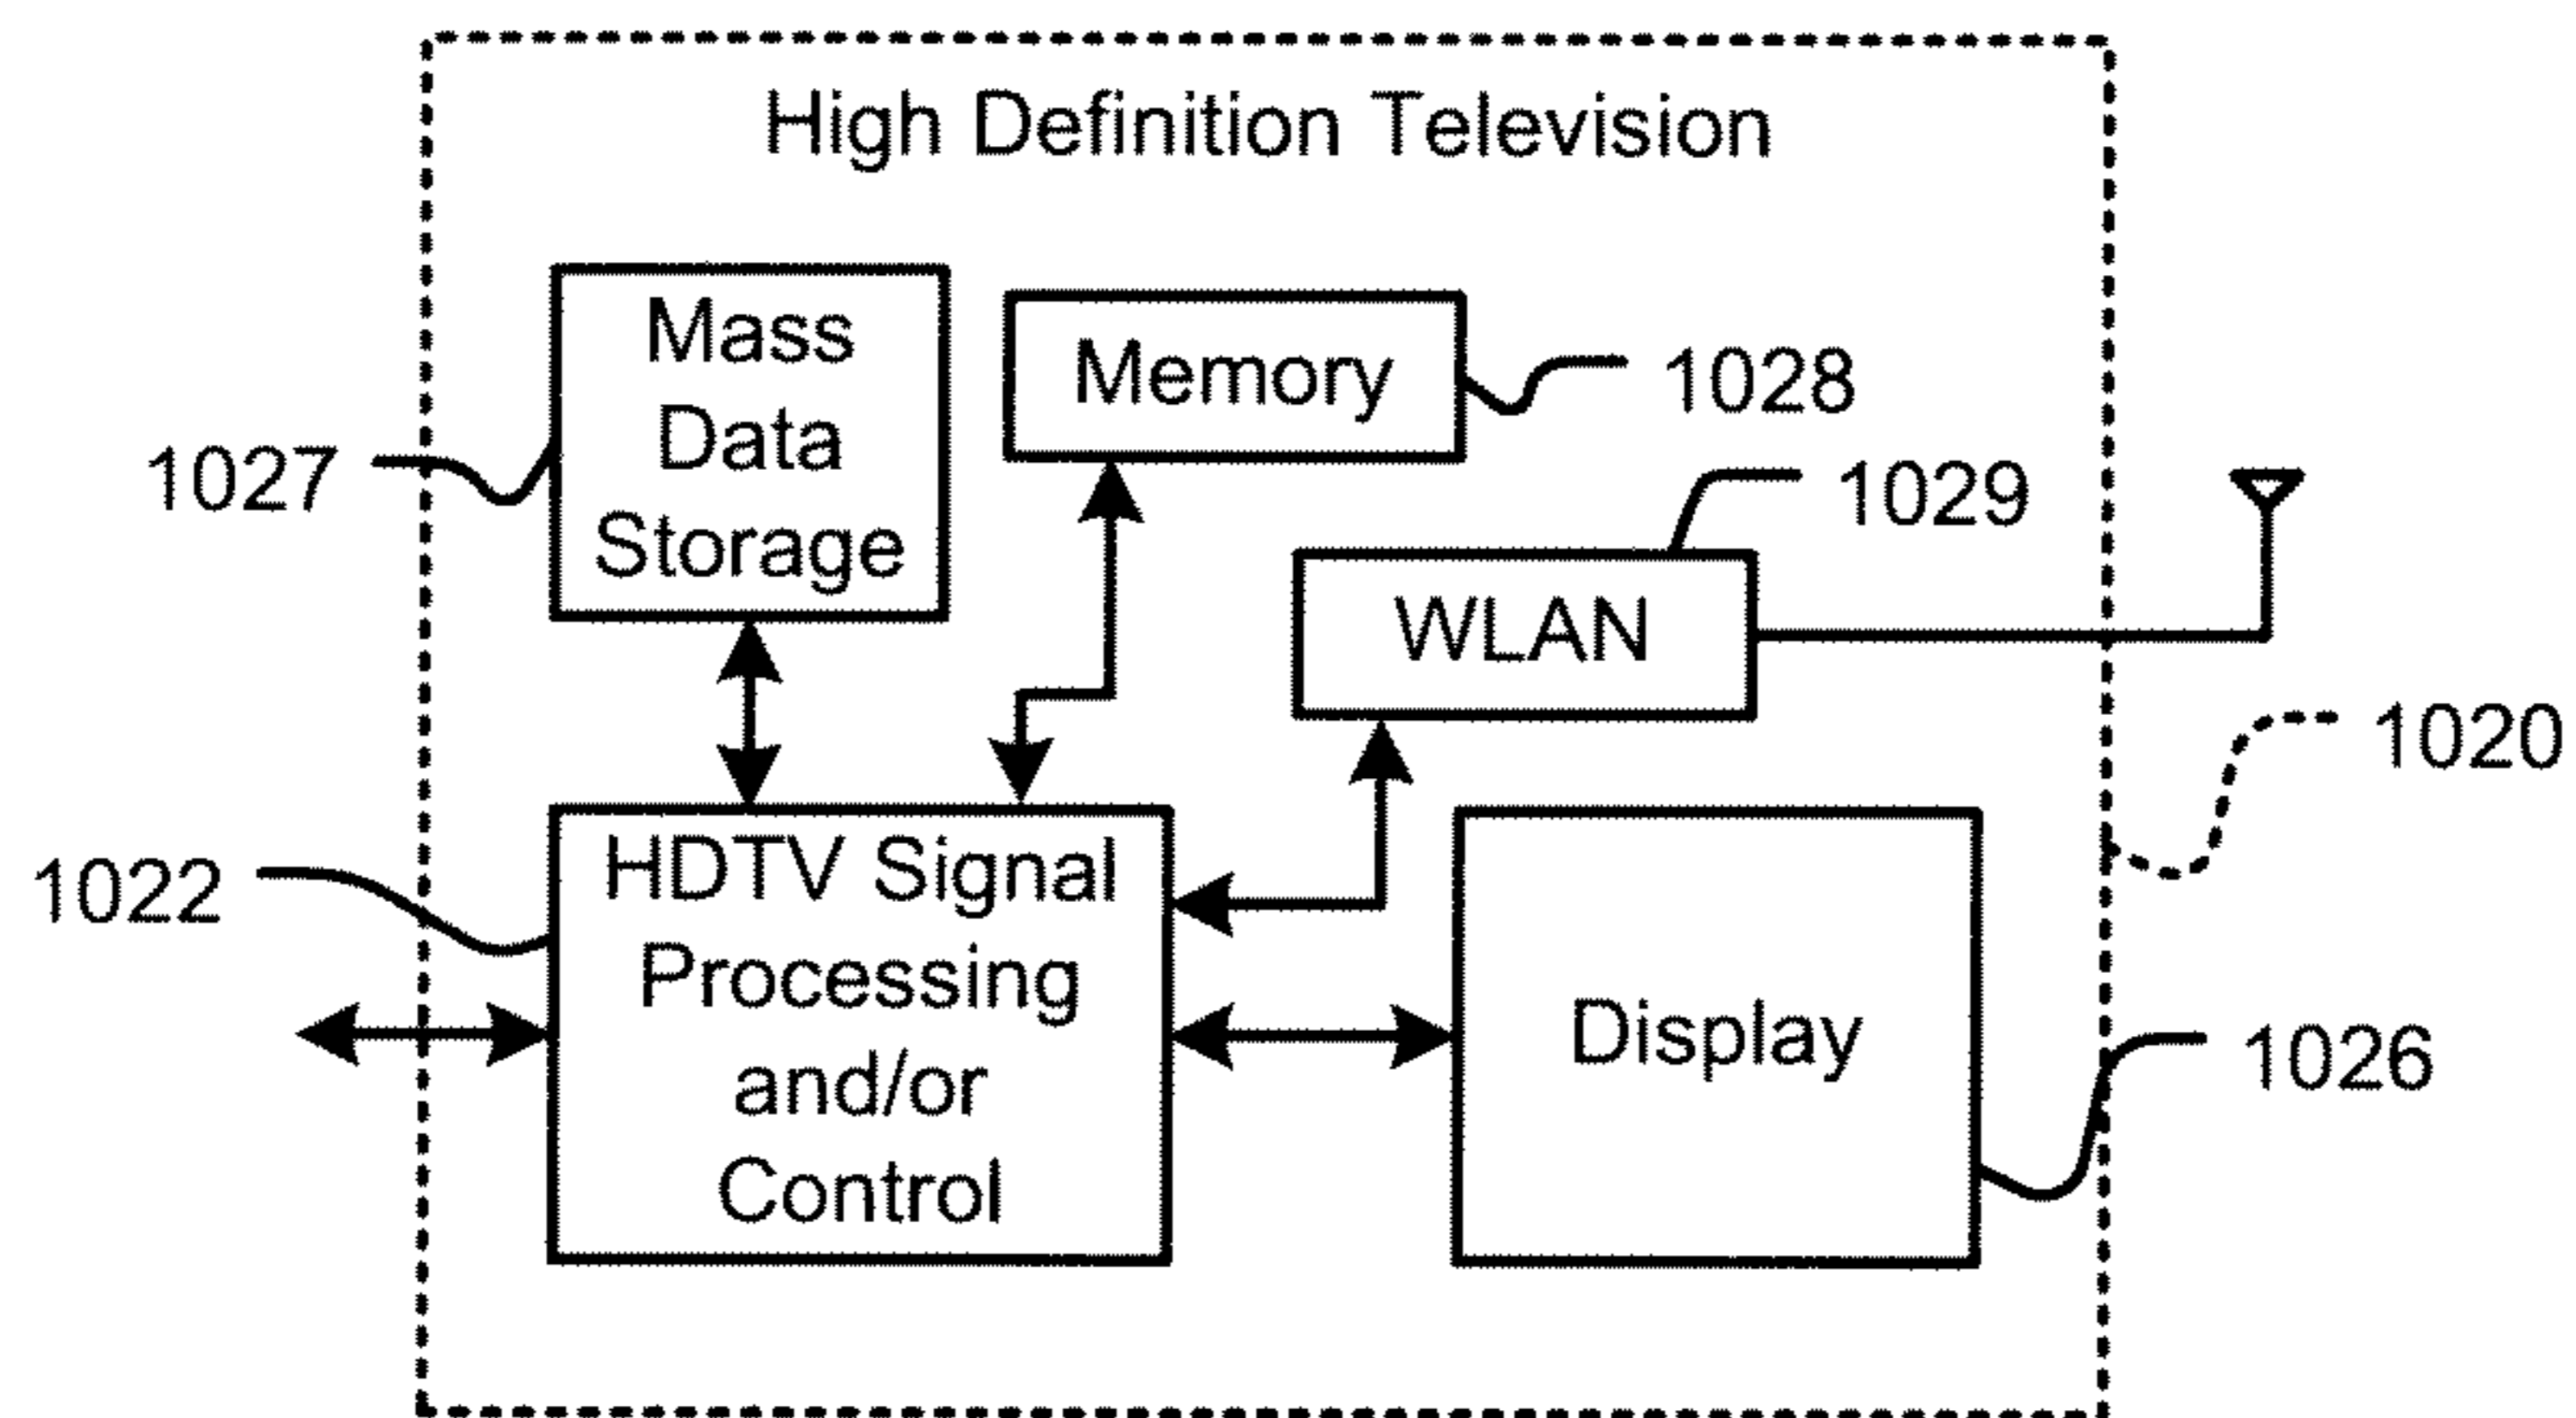 High Definition Television
Mass
Data
Storage
1027
Memory
1028
1029
WLAN
1020
1022
HDTV Signal
Processing
and/or
Control
Display
1026